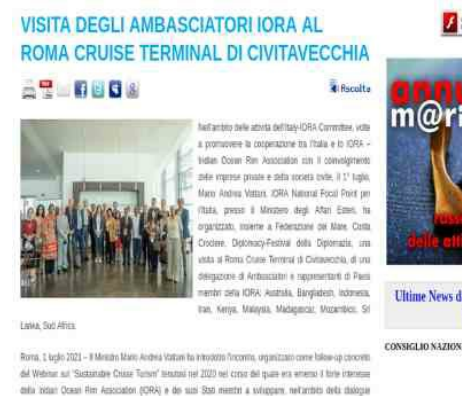 VISITA DEGLI AMBASCIATORI IORA AL
ROMA CRUISE TERMINAL DI CIVITAVECCHIA
Ascolta
Nell'ambito delle attività dell'Italy-IORA Committee, volte
a promuovere la cooperazione tra l'Italia e lo IORA –
Indian Ocean Rim Association con il coinvolgimento
delle imprese private e della società civile, il 1° luglio,
Mario Andrea Vattani, IORA National Focal Point per
l'Italia, presso il Ministero degli Affari Esteri, ha
organizzato, insieme a Federazione del Mare, Costa
Crociere, Diplomacy-Festival della Diplomazia, una
visita al Roma Cruise Terminal di Civitavecchia, di una
delegazione di Ambasciatori e rappresentanti di Paesi
membri della IORA: Australia, Bangladesh, Indonesia,
Iran, Kenya, Malaysia, Madagascar, Mozambico, Sri
Lanka, Sud Africa.
Roma, 1 luglio 2021 – Il Ministro Mario Andrea Vattani ha introdotto l'incontro, organizzato come follow-up concreto
del Webinar sul "Sustainable Cruise Turism" tenutosi nel 2020 nel corso del quale era emerso il forte interesse
della Indian Ocean Rim Association (IORA) e dei suoi Stati membri a sviluppare, nell'ambito della dialogue
m@ri
delle att
Ultime News d
CONSIGLIO NAZION